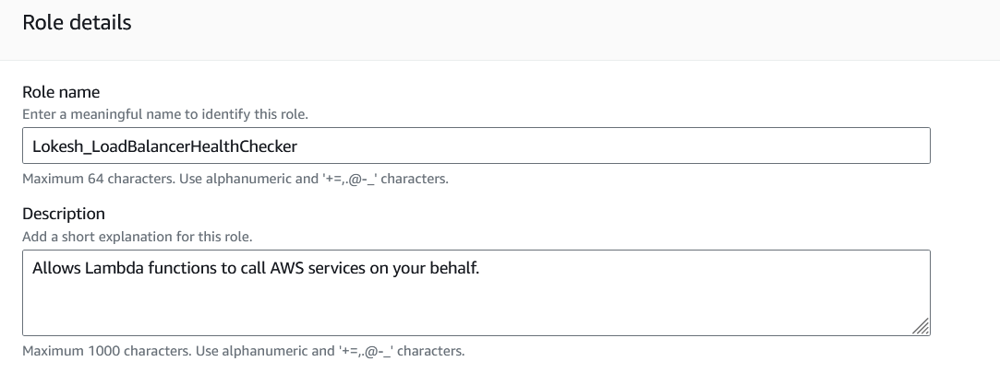 Role details
Role name
Enter a meaningful name to identify this role.
Lokesh_LoadBalancerHealthChecker
Maximum 64 characters. Use alphanumeric and '+=,.@-_' characters.
Description
Add a short explanation for this role.
Allows Lambda functions to call AWS services on your behalf.
Maximum 1000 characters. Use alphanumeric and '+=,.@-_' characters.